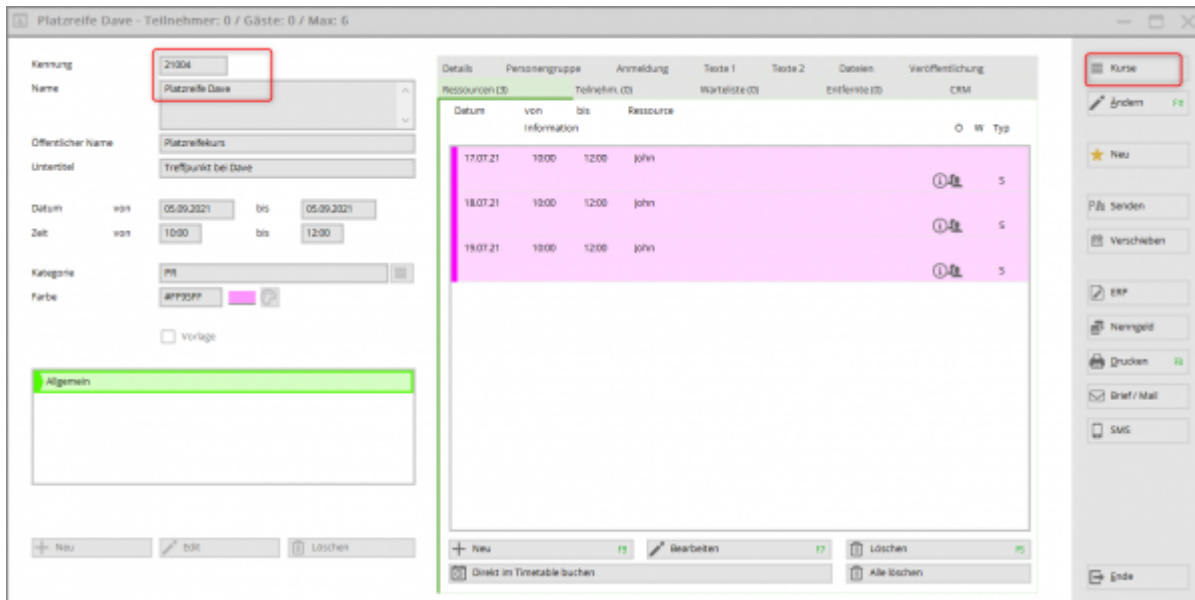 Platzreife Dave - Teilnehmer: 0 / Gäste: 0 / Max: 6
Kennung 21004
Name Platzreife Dave
Öffentlicher Name Platzreifekurs
Untertitel Treffpunkt bei Dave
Datum von 05.09.2021 bis 05.09.2021
Zeit von 10:00 bis 12:00
Kategorie PR
Farbe #FF95FF
Vorlage
Allgemein
Neu Edit Löschen
Details Personengruppe Anmeldung Texte 1 Texte 2 Dateien Veröffentlichung
Ressourcen (3) Teilnehm. (0) Warteliste (0) Entfernte (0) CRM
Datum von bis Ressource
Information O W Typ
17.07.21 10:00 12:00 John
S
18.07.21 10:00 12:00 John
S
19.07.21 10:00 12:00 John
S
Neu F9 Bearbeiten F7 Löschen F5
Direkt im Timetable buchen Alle löschen
Kurse
Ändern F8
Neu
Senden
Verschieben
ERP
Nenngeld
Drucken
Brief / Mail
SMS
Ende